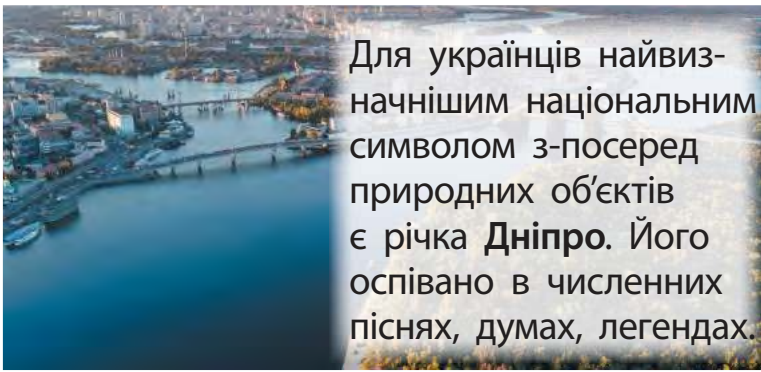 Для українців найвиз-
начнішим національним
символом з-посеред
природних об’єктів
є річка Дніпро. Його
оспівано в численних
піснях, думах, легендах.